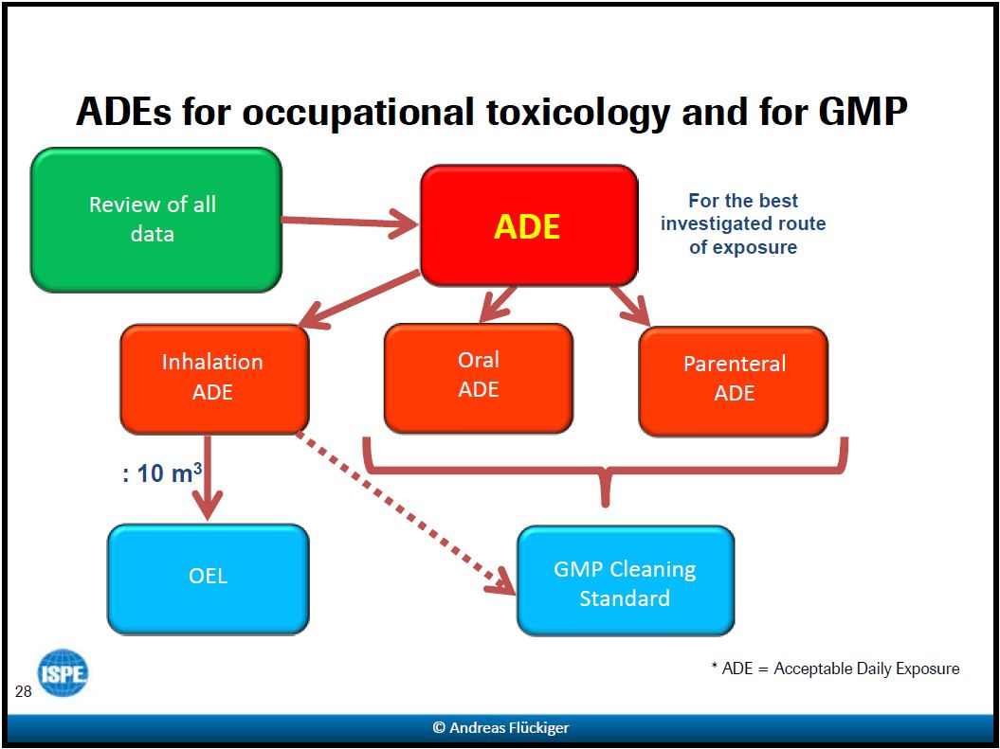 ADEs for occupational toxicology and for GMP
Review of all
data
ADE
For the best
investigated route
of exposure
Inhalation
ADE
Oral
ADE
Parenteral
ADE
: 10 m³
OEL
GMP Cleaning
Standard
* ADE = Acceptable Daily Exposure
ISPE
28
© Andreas Flückiger